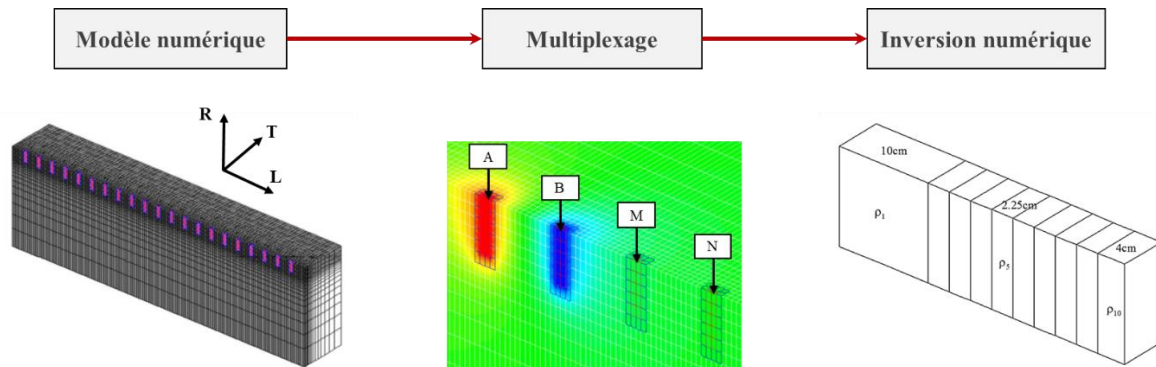 Modèle numérique
Multiplexage
Inversion numérique
R
T
L
A
B
M
N
10cm
2.25cm
4cm
ρ1
ρ5
ρ10